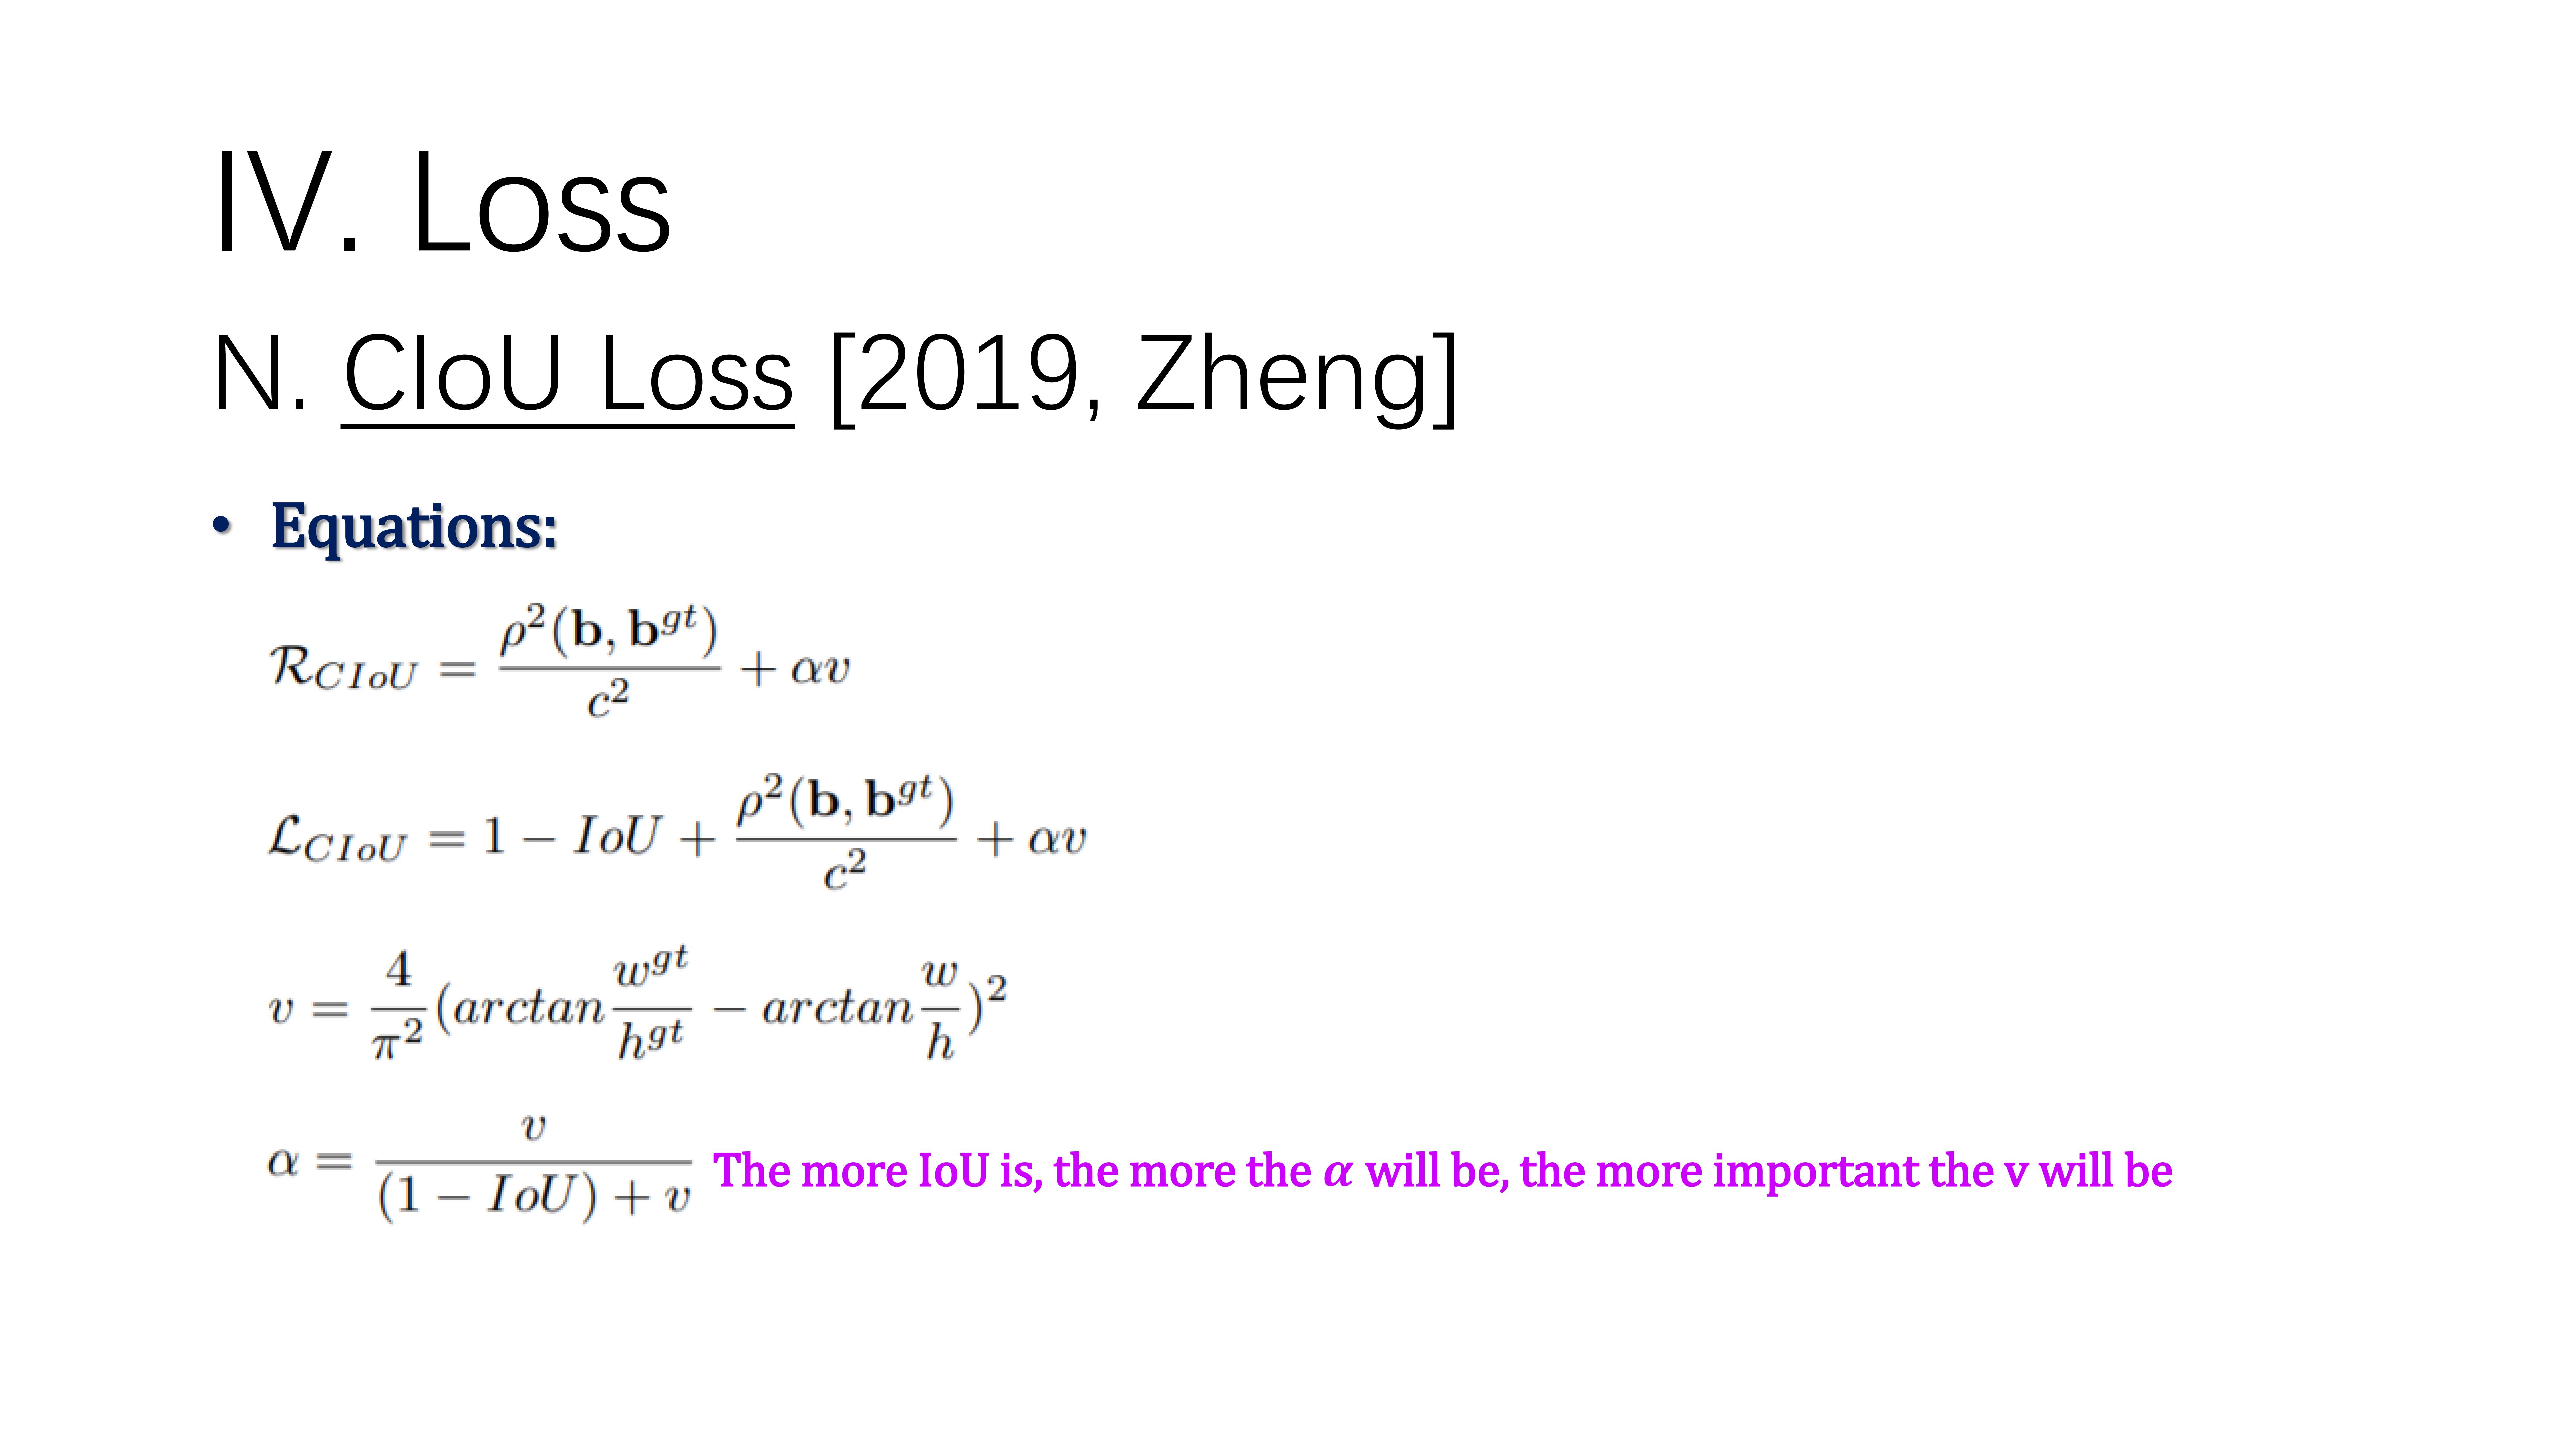 IV. Loss
N. CIoU Loss [2019, Zheng]
• Equations:
$\mathcal{R}_{CIoU} = \frac{\rho^2(\mathbf{b}, \mathbf{b}^{gt})}{c^2} + \alpha v$
$\mathcal{L}_{CIoU} = 1 - IoU + \frac{\rho^2(\mathbf{b}, \mathbf{b}^{gt})}{c^2} + \alpha v$
$v = \frac{4}{\pi^2}(arctan\frac{w^{gt}}{h^{gt}} - arctan\frac{w}{h})^2$
$\alpha = \frac{v}{(1 - IoU) + v}$ The more IoU is, the more the α will be, the more important the v will be